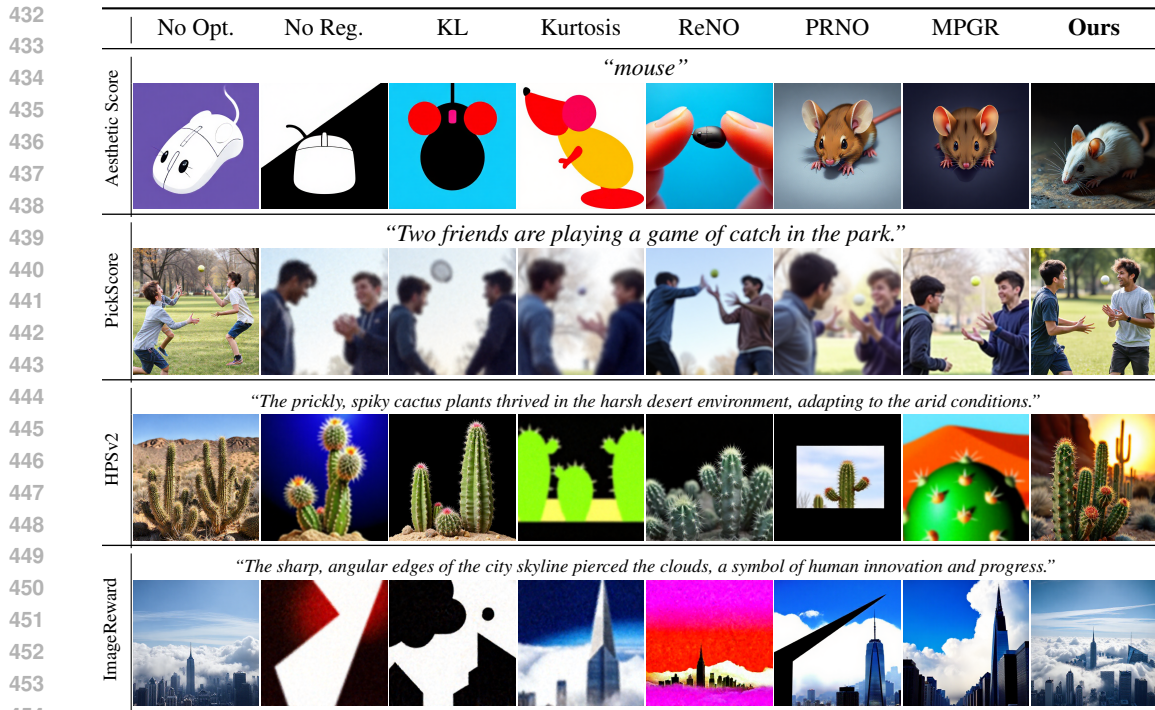 432
433
434
435
436
437
438
439
440
441
442
443
444
445
446
447
448
449
450
451
452
453
No Opt. No Reg. KL Kurtosis ReNO PRNO MPGR Ours
Aesthetic Score
“mouse”
PickScore
“Two friends are playing a game of catch in the park.”
HPSv2
“The prickly, spiky cactus plants thrived in the harsh desert environment, adapting to the arid conditions.”
ImageReward
“The sharp, angular edges of the city skyline pierced the clouds, a symbol of human innovation and progress.”